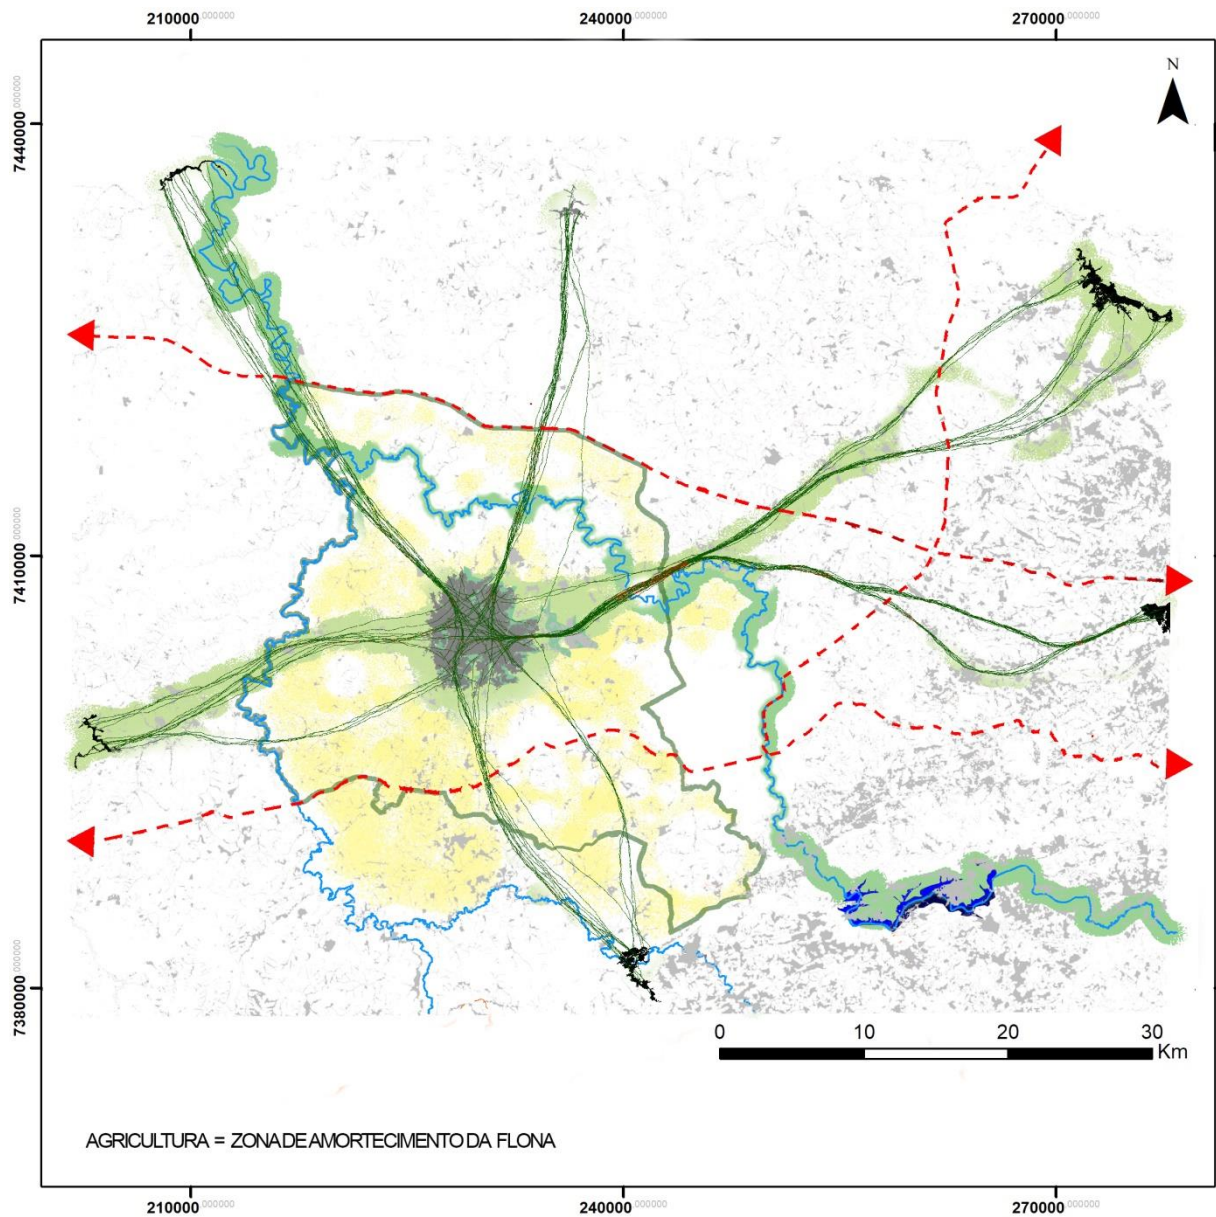 210000.000000 240000.000000 270000.000000
N
7440000.000000
7410000.000000
7380000.000000
0 10 20 30
Km
AGRICULTURA = ZONA DE AMORTECIMENTO DA FLONA
210000.000000 240000.000000 270000.000000